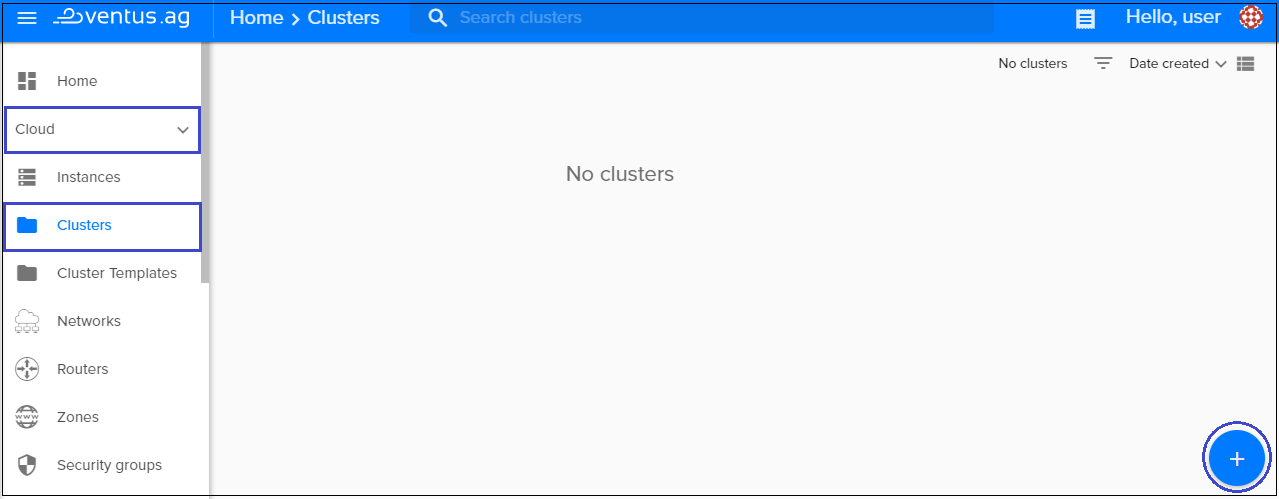 ventus.ag
Home > Clusters
Search clusters
Hello, user
No clusters
Date created
Home
Cloud
Instances
Clusters
Cluster Templates
Networks
Routers
www
Zones
Security groups
No clusters
+